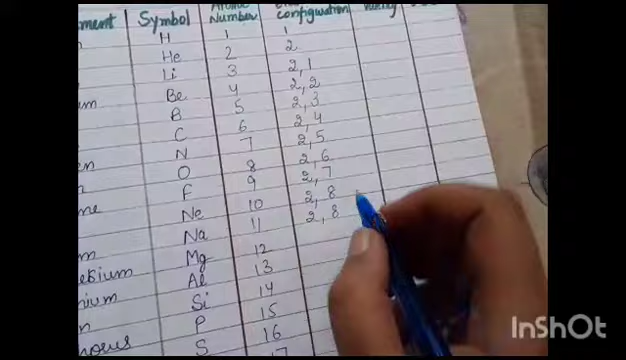 ment Symbol Atomic Number configuration
H 1 1
He 2 2
Li 3 2, 1
Be 4 2, 2
B 5 2, 3
C 6 2, 4
N 7 2, 5
O 8 2, 6
F 9 2, 7
Ne 10 2, 8
Na 11 2, 8
Mg 12
Al 13
Si 14
P 15
S 16
17
InShOt